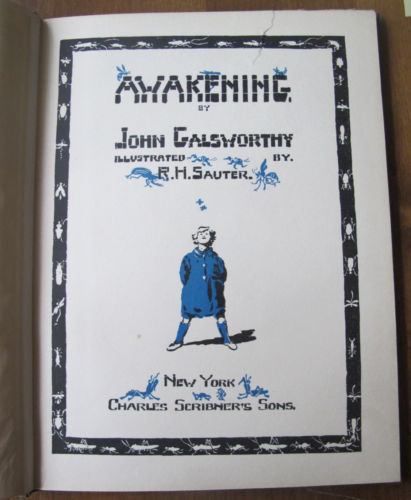 AWAKENING
BY
JOHN GALSWORTHY
ILLUSTRATED BY.
R.H. SAUTER.
NEW YORK
CHARLES SCRIBNER'S SONS.